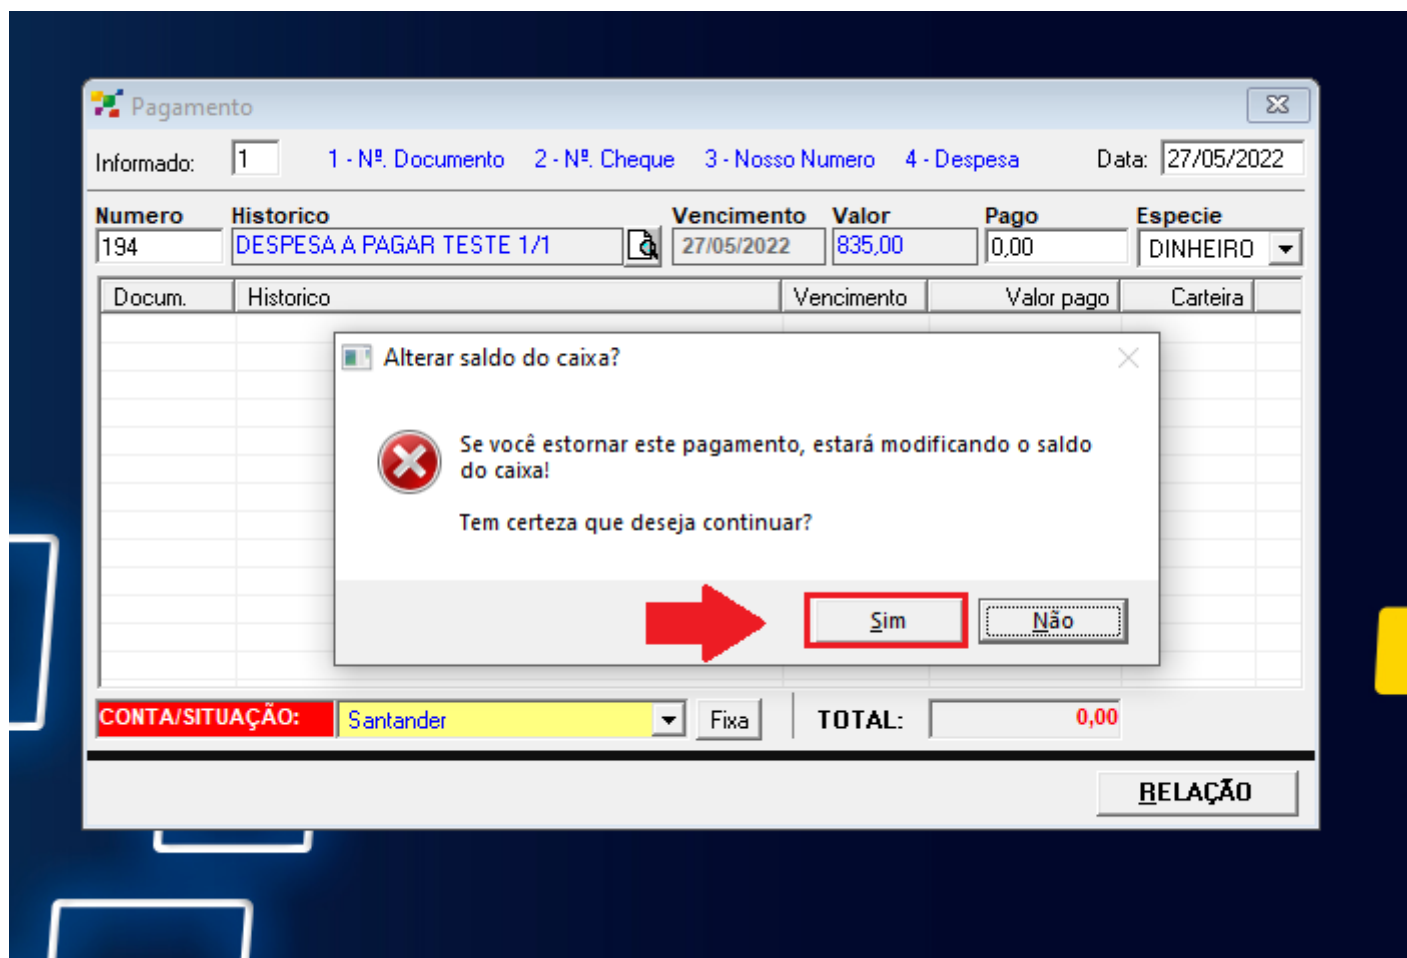 Pagamento
Informado: 1 1 - Nº. Documento 2 - Nº. Cheque 3 - Nosso Numero 4 - Despesa Data: 27/05/2022
Numero Historico Vencimento Valor Pago Especie
194 DESPESA A PAGAR TESTE 1/1 27/05/2022 835,00 0,00 DINHEIRO
Docum. Historico Vencimento Valor pago Carteira
Alterar saldo do caixa?
Se você estornar este pagamento, estará modificando o saldo
do caixa!
Tem certeza que deseja continuar?
Sim Não
CONTA/SITUAÇÃO: Santander Fixa TOTAL: 0,00
RELAÇÃO